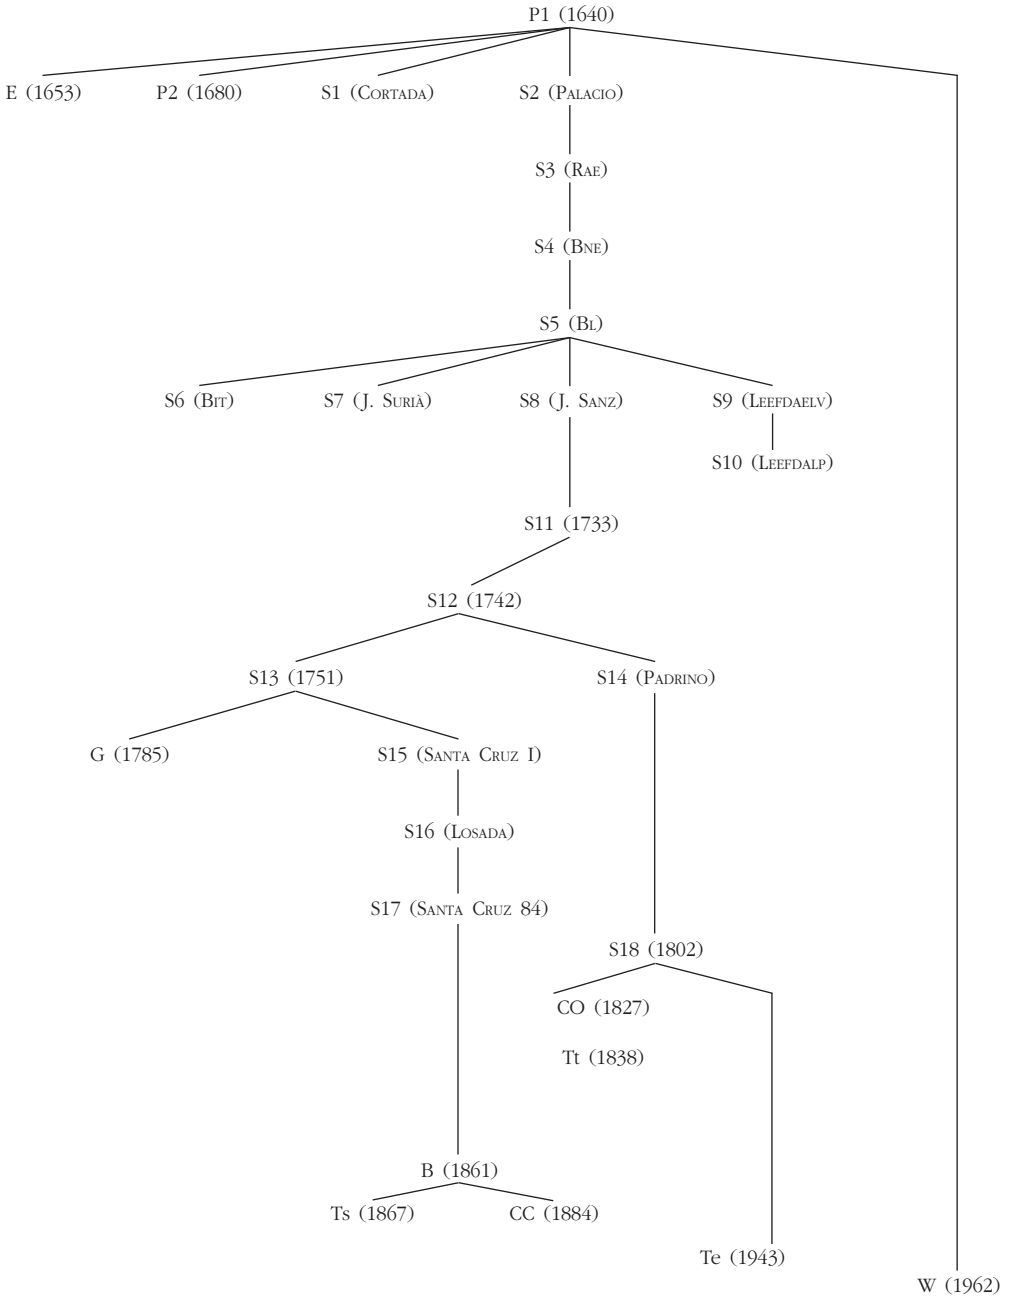 P1 (1640)
E (1653) P2 (1680) S1 (Cortada) S2 (Palacio)
S3 (Rae)
S4 (Bne)
S5 (Bl)
S6 (Bit) S7 (J. Surià) S8 (J. Sanz) S9 (Leefdaelv)
S10 (Leefdalp)
S11 (1733)
S12 (1742)
S13 (1751) S14 (Padrino)
G (1785) S15 (Santa Cruz I)
S16 (Losada)
S17 (Santa Cruz 84)
S18 (1802)
CO (1827)
Tt (1838)
B (1861)
Ts (1867) CC (1884)
Te (1943)
W (1962)